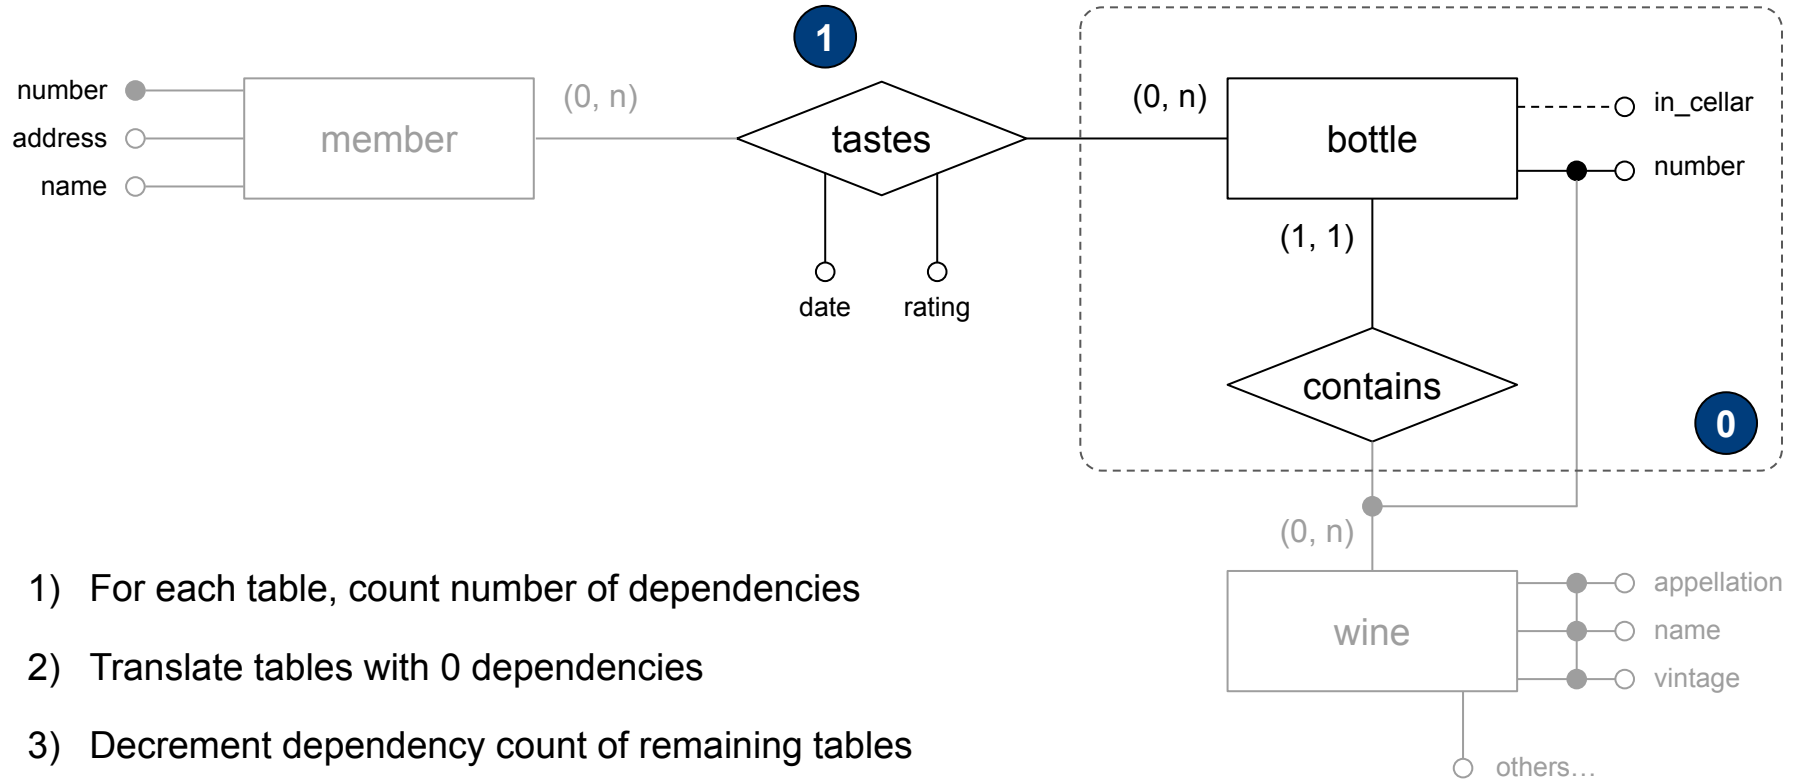 1
number
address
name
member
(0, n)
tastes
(0, n)
bottle
in_cellar
number
date
rating
(1, 1)
contains
0
(0, n)
wine
appellation
name
vintage
others…
1) For each table, count number of dependencies
2) Translate tables with 0 dependencies
3) Decrement dependency count of remaining tables